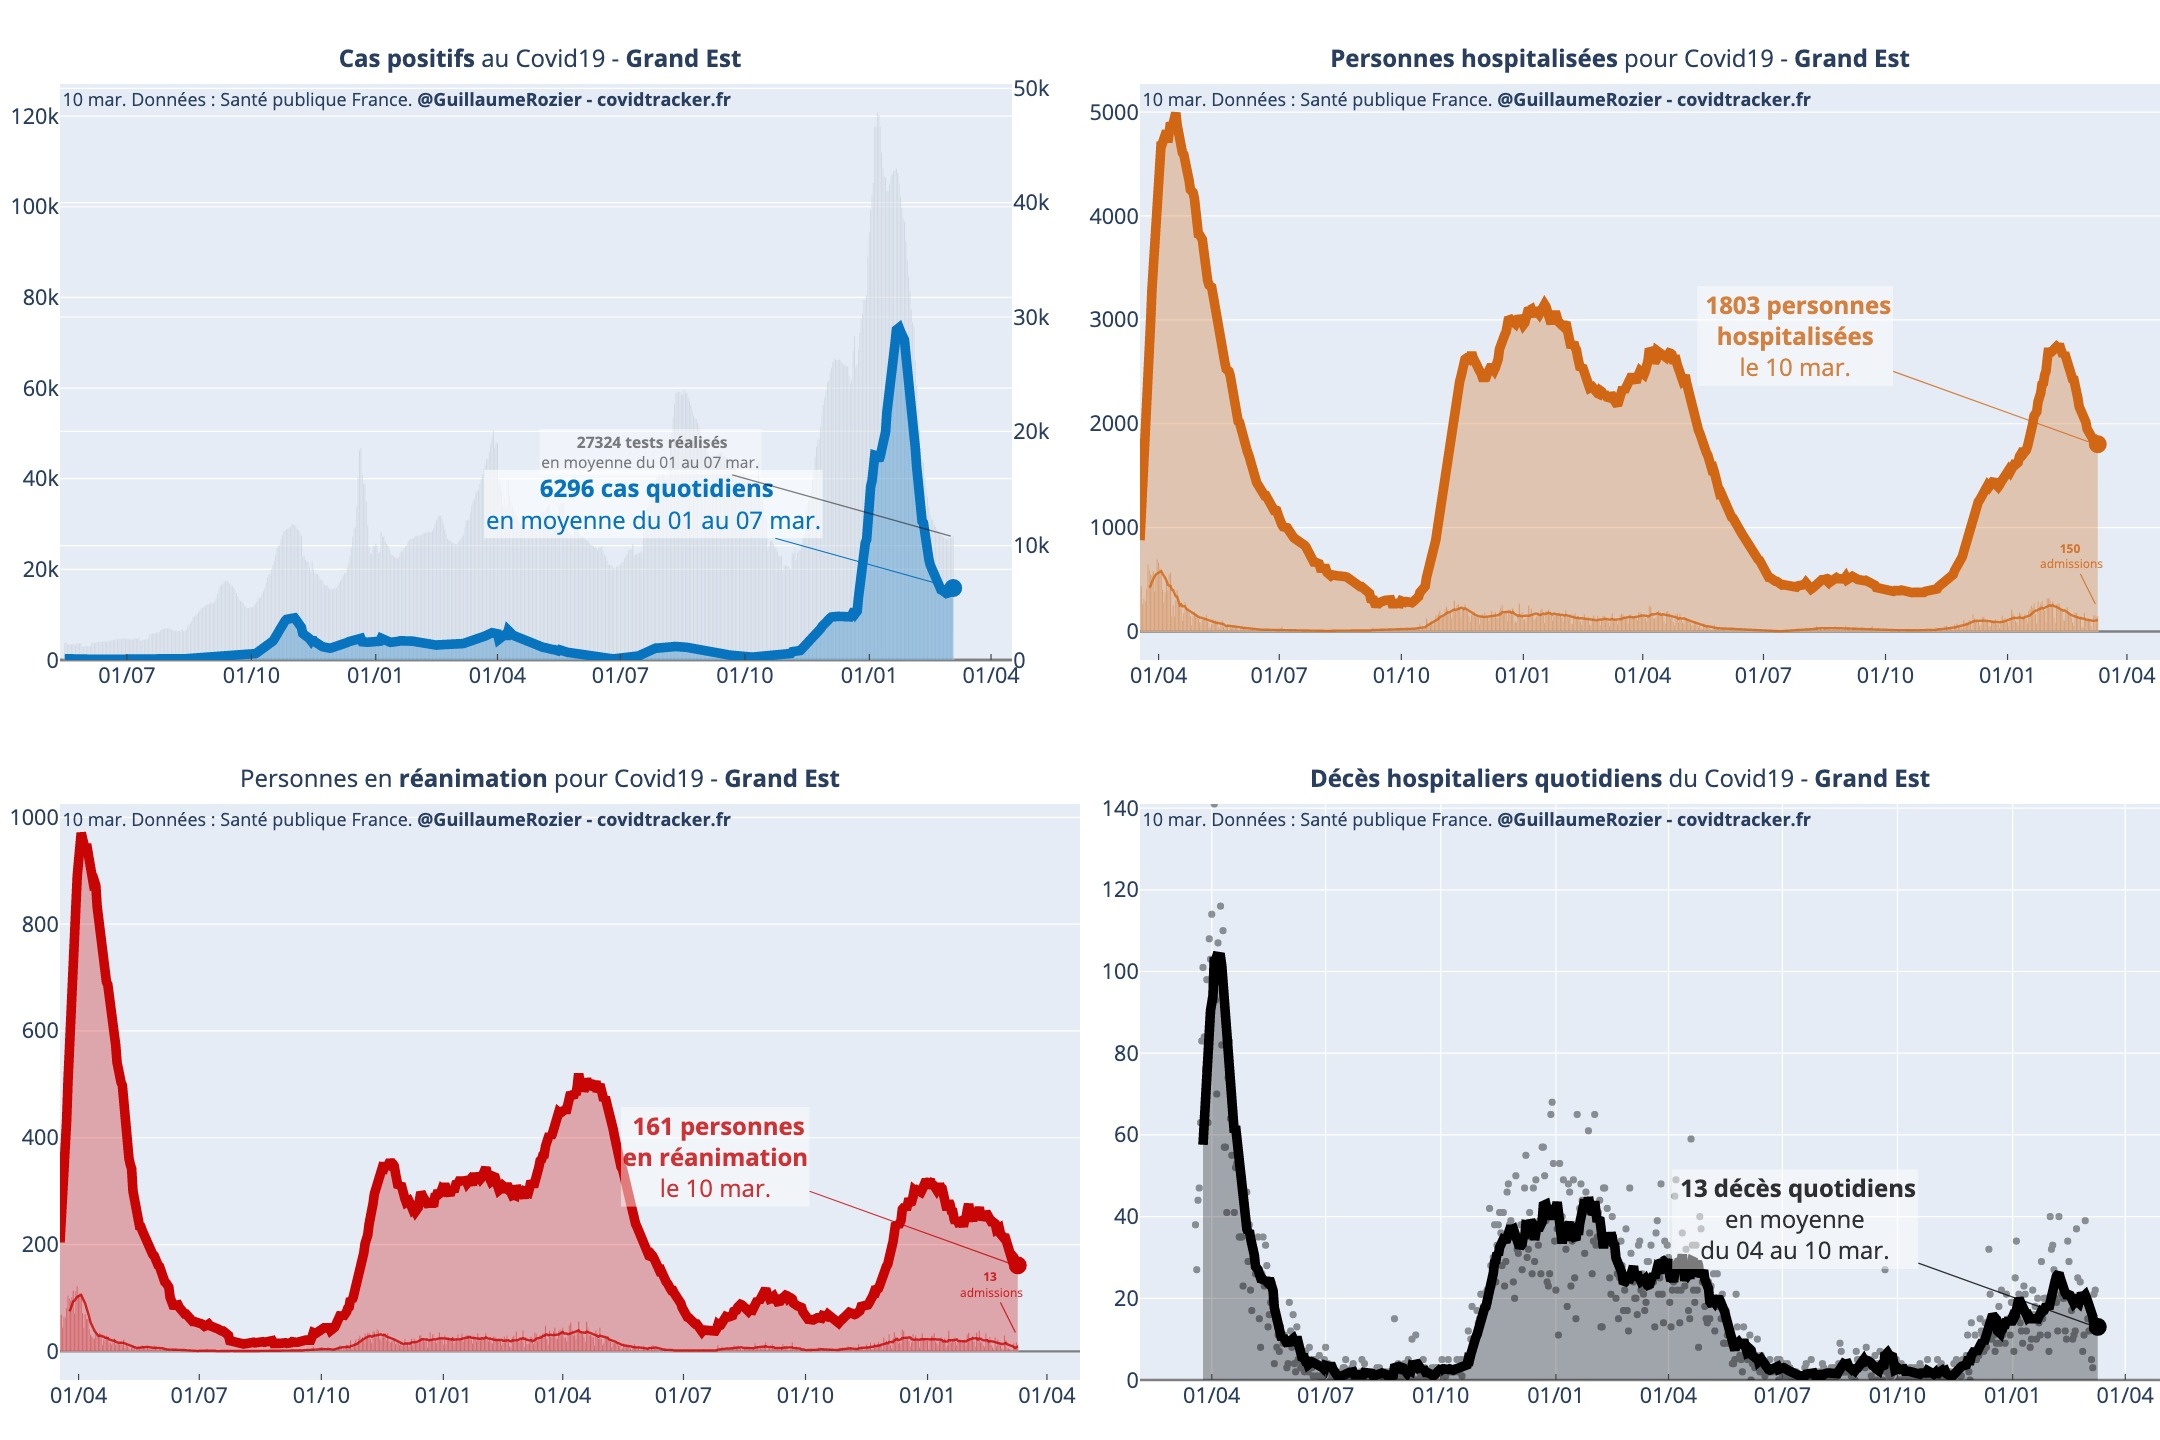 Cas positifs au Covid19 - Grand Est
10 mar. Données : Santé publique France. @GuillaumeRozier - covidtracker.fr
120k
100k
80k
60k
40k
20k
0
50k
40k
30k
20k
10k
0
27324 tests réalisés
en moyenne du 01 au 07 mar.
6296 cas quotidiens
en moyenne du 01 au 07 mar.
01/07 01/10 01/01 01/04 01/07 01/10 01/01 01/04
Personnes hospitalisées pour Covid19 - Grand Est
10 mar. Données : Santé publique France. @GuillaumeRozier - covidtracker.fr
5000
4000
3000
2000
1000
0
1803 personnes
hospitalisées
le 10 mar.
150
admissions
01/04 01/07 01/10 01/01 01/04 01/07 01/10 01/01 01/04
Personnes en réanimation pour Covid19 - Grand Est
10 mar. Données : Santé publique France. @GuillaumeRozier - covidtracker.fr
1000
800
600
400
200
0
161 personnes
en réanimation
le 10 mar.
13
admissions
01/04 01/07 01/10 01/01 01/04 01/07 01/10 01/01 01/04
Décès hospitaliers quotidiens du Covid19 - Grand Est
10 mar. Données : Santé publique France. @GuillaumeRozier - covidtracker.fr
140
120
100
80
60
40
20
0
13 décès quotidiens
en moyenne
du 04 au 10 mar.
01/04 01/07 01/10 01/01 01/04 01/07 01/10 01/01 01/04